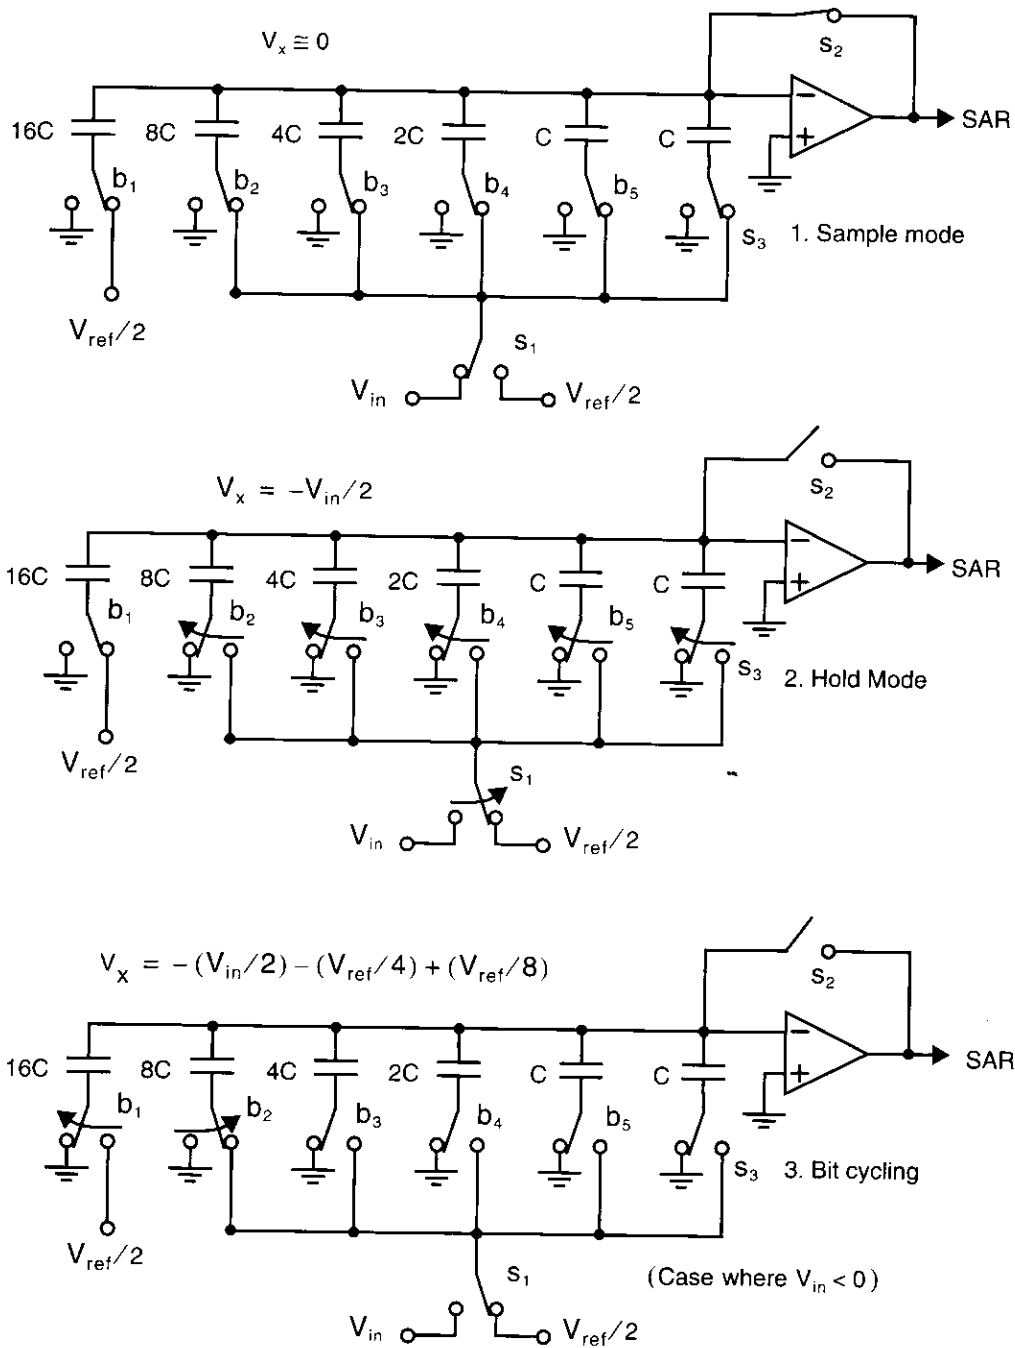 Vx ≅ 0
s2
16C 8C 4C 2C C C
− + SAR
b1 b2 b3 b4 b5 s3
1. Sample mode
Vref/2
s1
Vin Vref/2
Vx = −Vin/2
s2
16C 8C 4C 2C C C
− + SAR
b1 b2 b3 b4 b5 s3
2. Hold Mode
Vref/2
s1
Vin Vref/2
Vx = −(Vin/2) − (Vref/4) + (Vref/8)
s2
16C 8C 4C 2C C C
− + SAR
b1 b2 b3 b4 b5 s3
3. Bit cycling
Vref/2
s1
(Case where Vin < 0)
Vin Vref/2